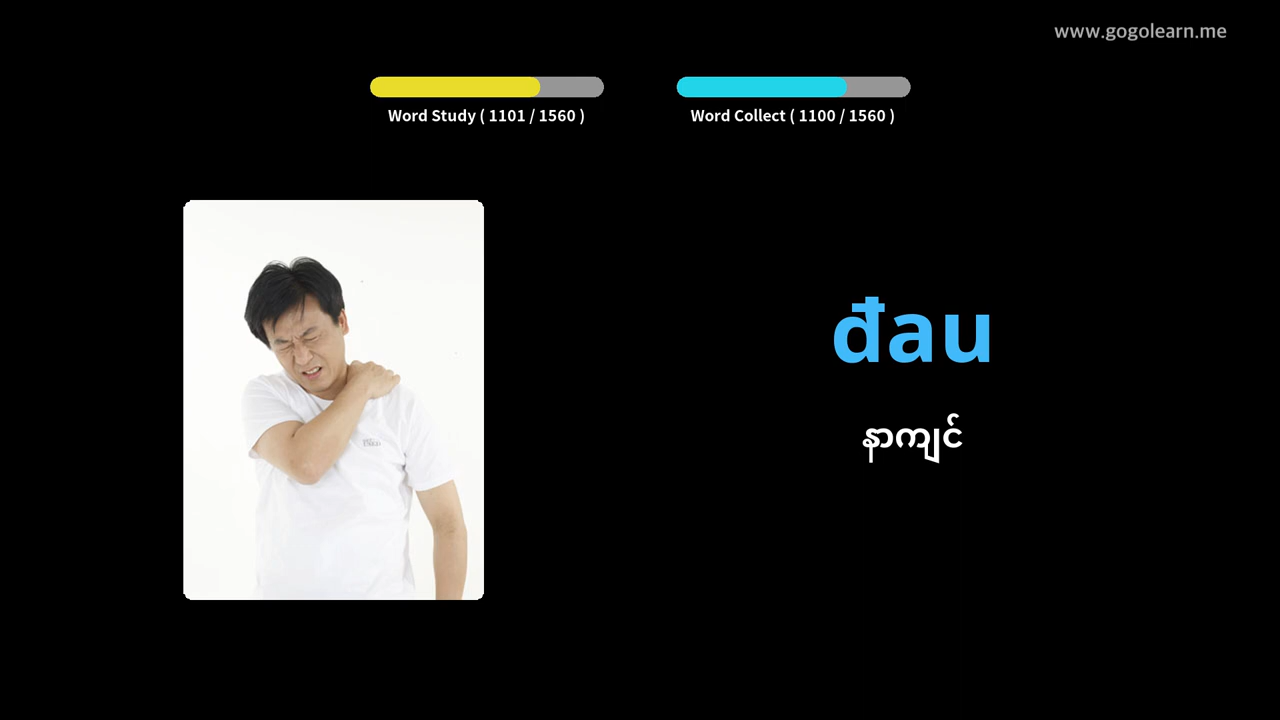 www.gogolearn.me
Word Study ( 1101 / 1560 )
Word Collect ( 1100 / 1560 )
đau
နာကျင်